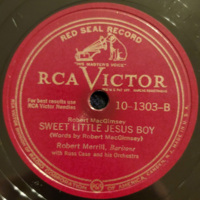 RED SEAL RECORD
"HIS MASTER'S VOICE"
RCA VICTOR
For best results use
RCA Victor Needles
10-1303-B
Robert MacGimsey
SWEET LITTLE JESUS BOY
(Words by Robert MacGimsey)
Robert Merrill, Baritone
with Russ Case and his Orchestra